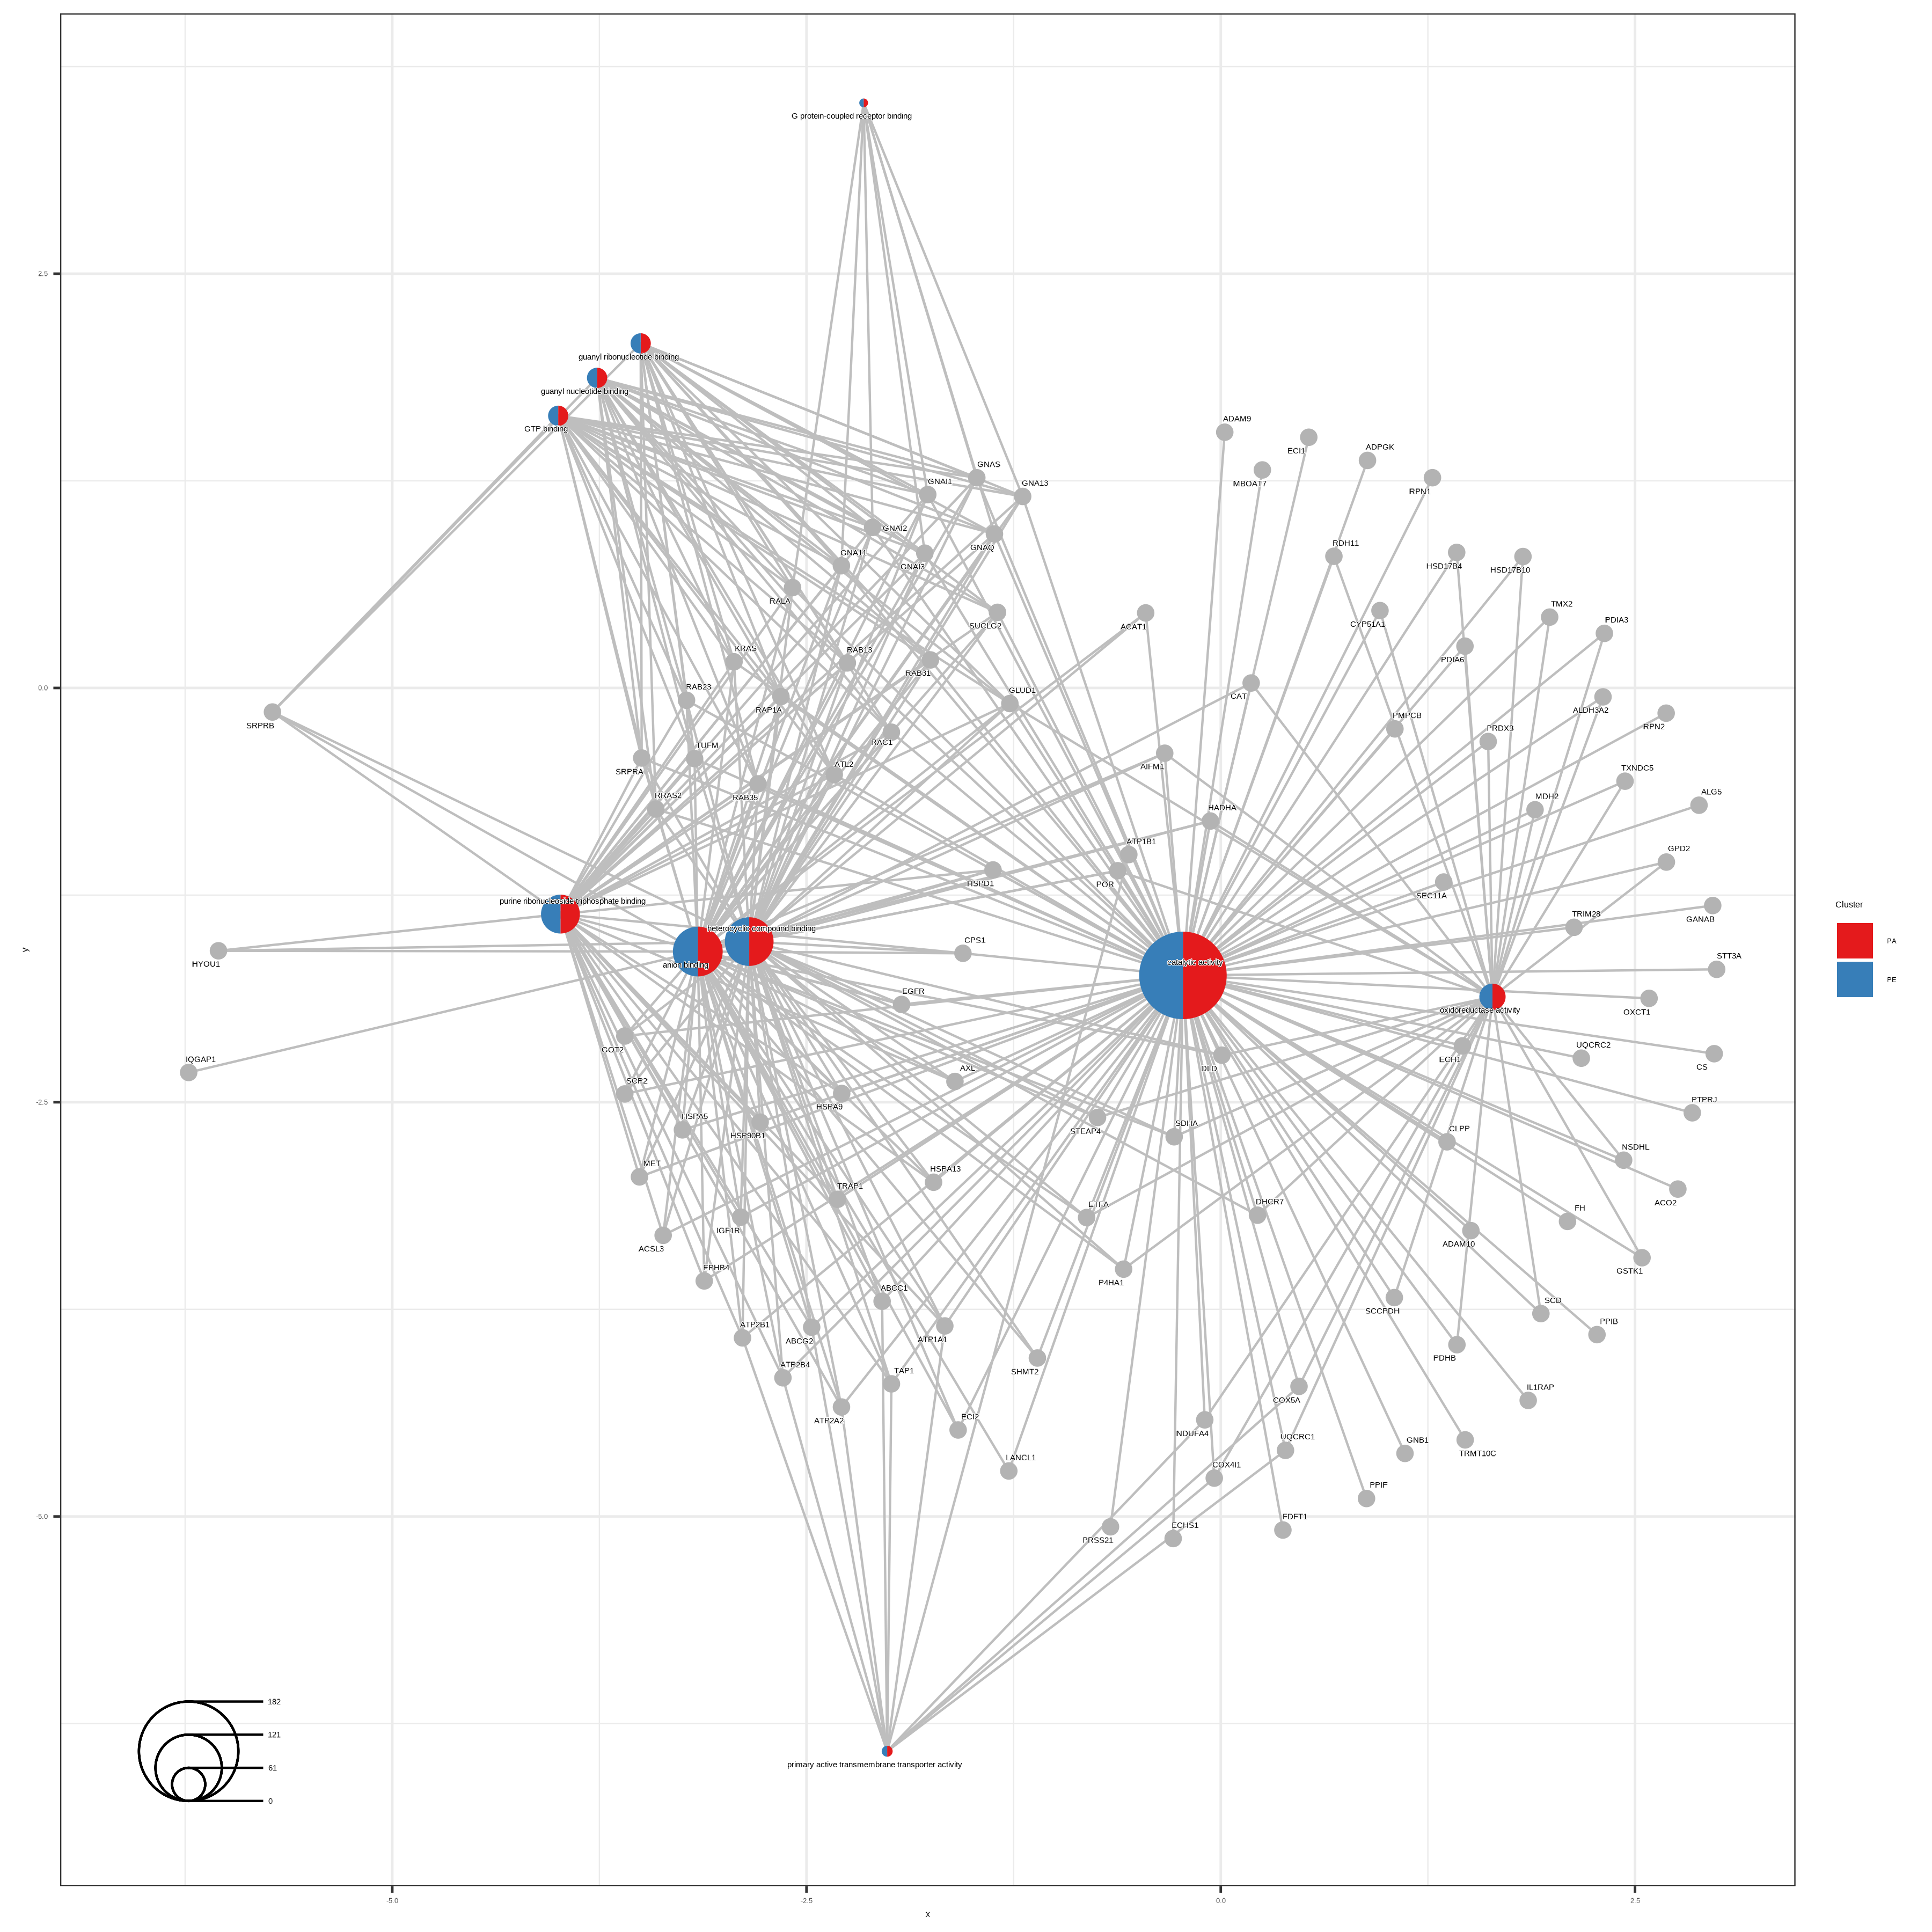 G protein-coupled receptor binding
2.5
guanyl ribonucleotide binding
guanyl nucleotide binding
GTP binding
ADAM9
ECI1
ADPGK
GNAS
MBOAT7
RPN1
GNAI1
GNA13
GNAI2
GNAQ
RDH11
GNA11
GNAI3
HSD17B4
HSD17B10
RALA
TMX2
SUCLG2
ACAT1
CYP51A1
PDIA3
KRAS
RAB13
PDIA6
RAB31
0.0
RAB23
GLUD1
CAT
RAP1A
ALDH3A2
PMPCB
SRPRB
RPN2
PRDX3
RAC1
TUFM
ATL2
AIFM1
SRPRA
TXNDC5
RRAS2
RAB35
MDH2
ALG5
HADHA
ATP1B1
GPD2
HSPD1
POR
SEC11A
purine ribonucleoside triphosphate binding
Cluster
TRIM28
GANAB
heterocyclic compound binding
PA
CPS1
y
STT3A
HYOU1
anion binding
catalytic activity
PE
EGFR
oxidoreductase activity
OXCT1
UQCRC2
GOT2
IQGAP1
ECH1
CS
AXL
DLD
SCP2
PTPRJ
-2.5
HSPA9
HSPA5
SDHA
HSP90B1
STEAP4
CLPP
NSDHL
MET
HSPA13
TRAP1
DHCR7
ACO2
ETFA
FH
IGF1R
ADAM10
ACSL3
EPHB4
GSTK1
P4HA1
ABCC1
SCD
SCCPDH
PPIB
ATP2B1
ABCG2
ATP1A1
PDHB
ATP2B4
TAP1
SHMT2
IL1RAP
COX5A
ATP2A2
ECI2
NDUFA4
UQCRC1
GNB1
TRMT10C
LANCL1
COX4I1
PPIF
-5.0
FDFT1
ECHS1
PRSS21
182
121
primary active transmembrane transporter activity
61
0
-5.0
-2.5
0.0
2.5
x